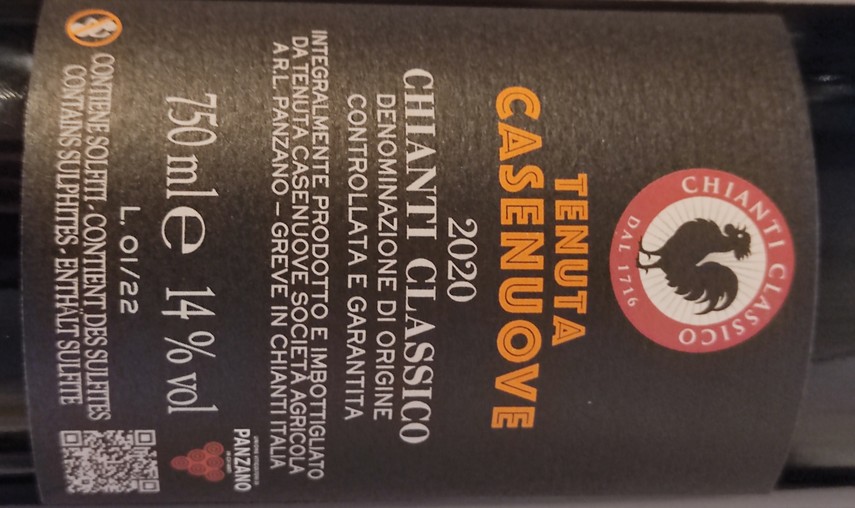 CHIANTI CLASSICO
DAL 1716
TENUTA
CASENUOVE
2020
CHIANTI CLASSICO
DENOMINAZIONE DI ORIGINE
CONTROLLATA E GARANTITA
INTEGRALMENTE PRODOTTO E IMBOTTIGLIATO
DA TENUTA CASENUOVE SOCIETÀ AGRICOLA
A R.L. PANZANO – GREVE IN CHIANTI ITALIA
PANZANO
750 ml e 14 % vol
L. 01/22
CONTIENE SOLFITI - CONTIENT DES SULFITES
CONTAINS SULPHITES - ENTHÄLT SULFITE